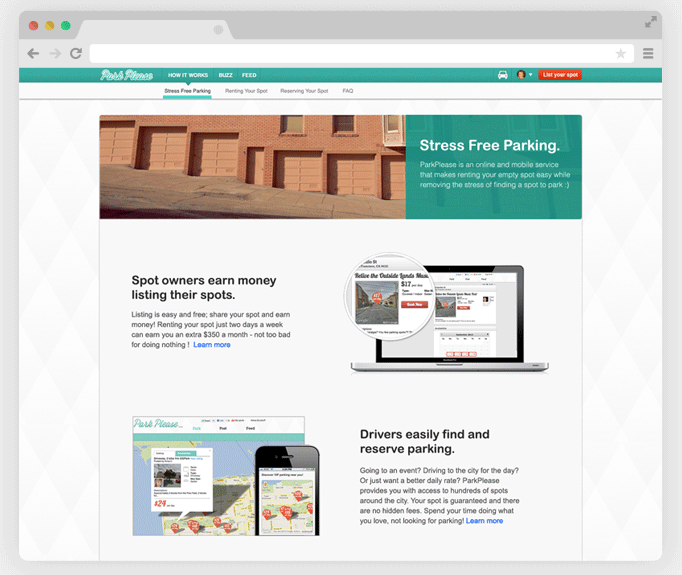 Park Please
HOW IT WORKS BUZZ FEED
List your spot
Stress Free Parking Renting Your Spot Reserving Your Spot FAQ
Stress Free Parking.
ParkPlease is an online and mobile service
that makes renting your empty spot easy while
removing the stress of finding a spot to park :)
Spot owners earn money
listing their spots.
Listing is easy and free; share your spot and earn
money! Renting your spot just two days a week
can earn you an extra $350 a month - not too bad
for doing nothing ! Learn more
Relive the Outside Lands Music
$17
Book Now
Park Please
$24
Drivers easily find and
reserve parking.
Going to an event? Driving to the city for the day?
Or just want a better daily rate? ParkPlease
provides you with access to hundreds of spots
around the city. Your spot is guaranteed and there
are no hidden fees. Spend your time doing what
you love, not looking for parking! Learn more